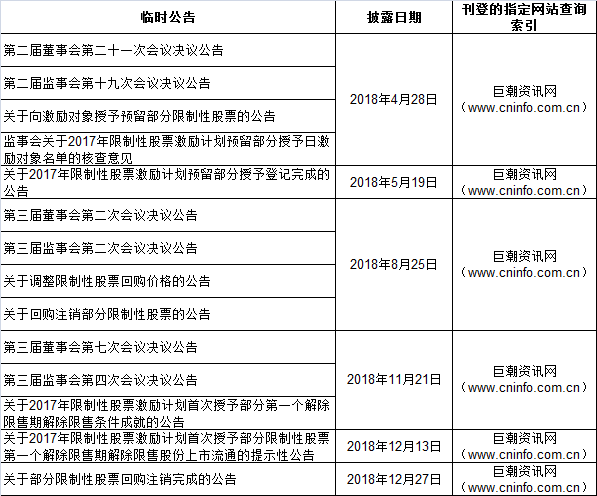 临时公告
披露日期
刊登的指定网站查询
索引
第二届董事会第二十一次会议决议公告
第二届监事会第十九次会议决议公告
关于向激励对象授予预留部分限制性股票的公告
监事会关于2017年限制性股票激励计划预留部分授予日激
励对象名单的核查意见
2018年4月28日
巨潮资讯网
（www.cninfo.com.cn）
关于2017年限制性股票激励计划预留部分授予登记完成的
公告
2018年5月19日
巨潮资讯网
（www.cninfo.com.cn）
第三届董事会第二次会议决议公告
第三届监事会第二次会议决议公告
关于调整限制性股票回购价格的公告
关于回购注销部分限制性股票的公告
2018年8月25日
巨潮资讯网
（www.cninfo.com.cn）
第三届董事会第七次会议决议公告
第三届监事会第四次会议决议公告
关于2017年限制性股票激励计划首次授予部分第一个解除
限售期解除限售条件成就的公告
2018年11月21日
巨潮资讯网
（www.cninfo.com.cn）
关于2017年限制性股票激励计划首次授予部分限制性股票
第一个解除限售期解除限售股份上市流通的提示性公告
2018年12月13日
巨潮资讯网
（www.cninfo.com.cn）
关于部分限制性股票回购注销完成的公告
2018年12月27日
巨潮资讯网
（www.cninfo.com.cn）